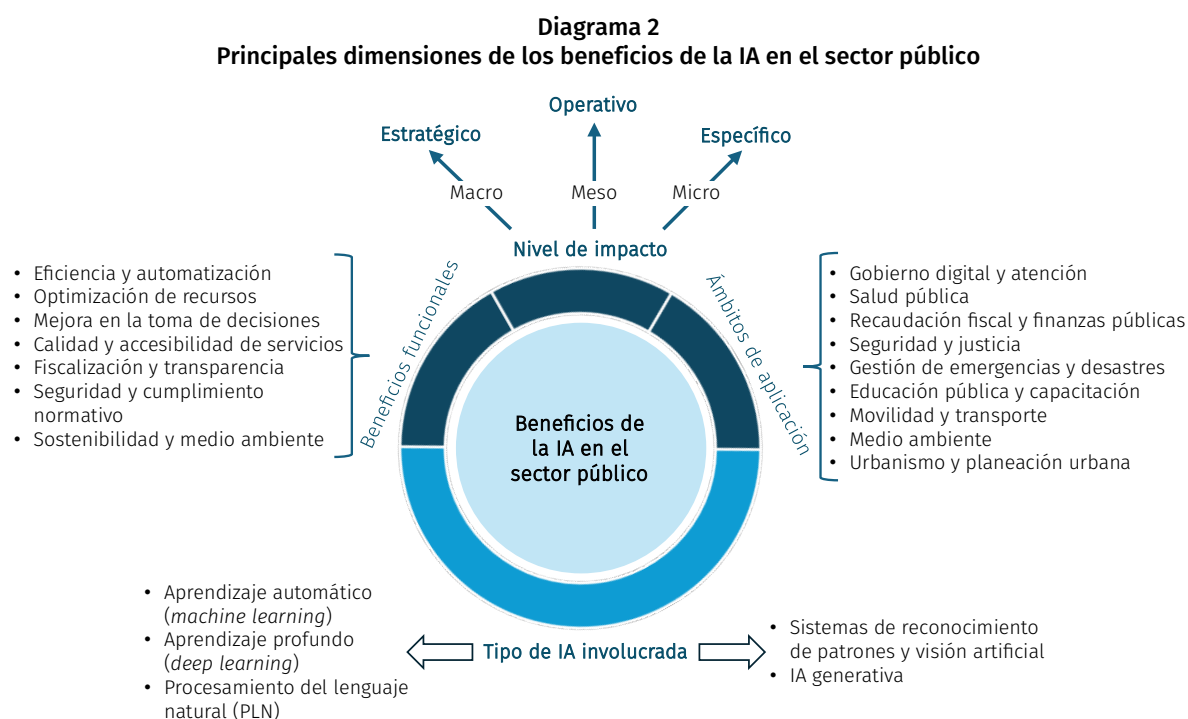 Diagrama 2
Principales dimensiones de los beneficios de la IA en el sector público
Operativo
Estratégico
Específico
Macro
Meso
Micro
Nivel de impacto
Beneficios funcionales
• Eficiencia y automatización
• Optimización de recursos
• Mejora en la toma de decisiones
• Calidad y accesibilidad de servicios
• Fiscalización y transparencia
• Seguridad y cumplimiento
normativo
• Sostenibilidad y medio ambiente
Ámbitos de aplicación
• Gobierno digital y atención
• Salud pública
• Recaudación fiscal y finanzas públicas
• Seguridad y justicia
• Gestión de emergencias y desastres
• Educación pública y capacitación
• Movilidad y transporte
• Medio ambiente
• Urbanismo y planeación urbana
Beneficios de
la IA en el
sector público
Tipo de IA involucrada
• Aprendizaje automático
(machine learning)
• Aprendizaje profundo
(deep learning)
• Procesamiento del lenguaje
natural (PLN)
• Sistemas de reconocimiento
de patrones y visión artificial
• IA generativa